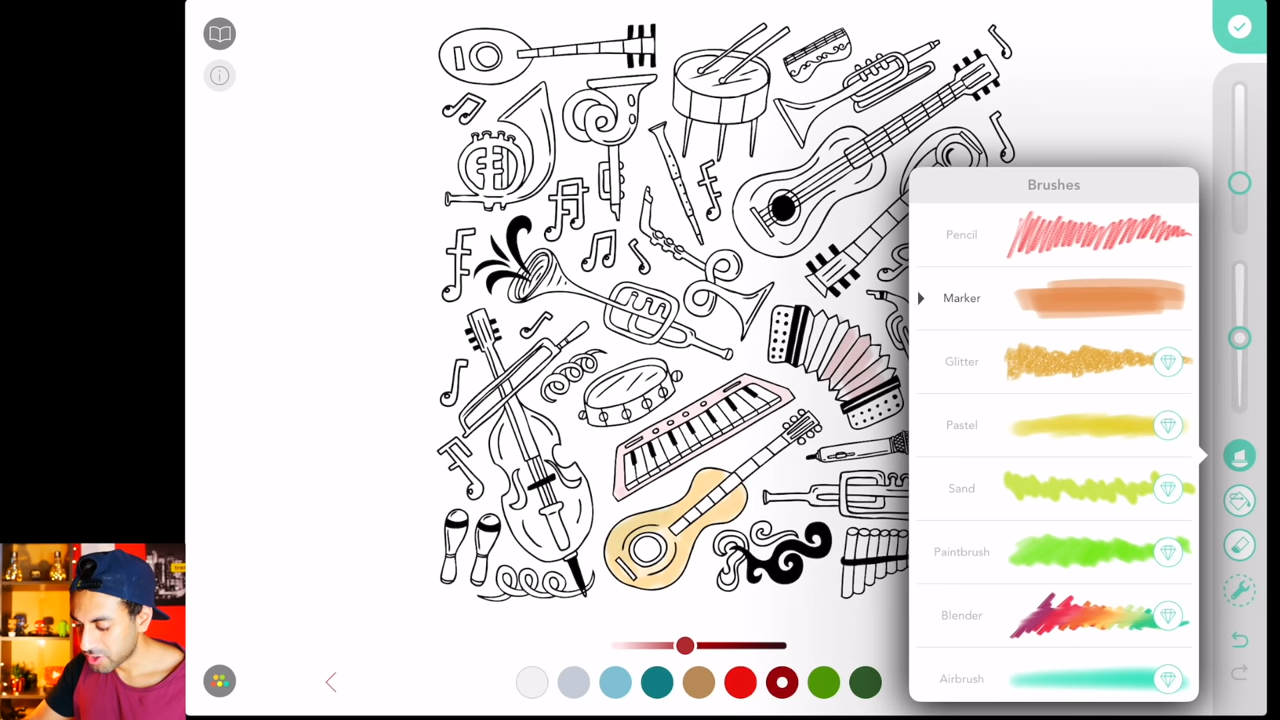 Brushes
Pencil
Marker
Glitter
Pastel
Sand
Paintbrush
Blender
Airbrush